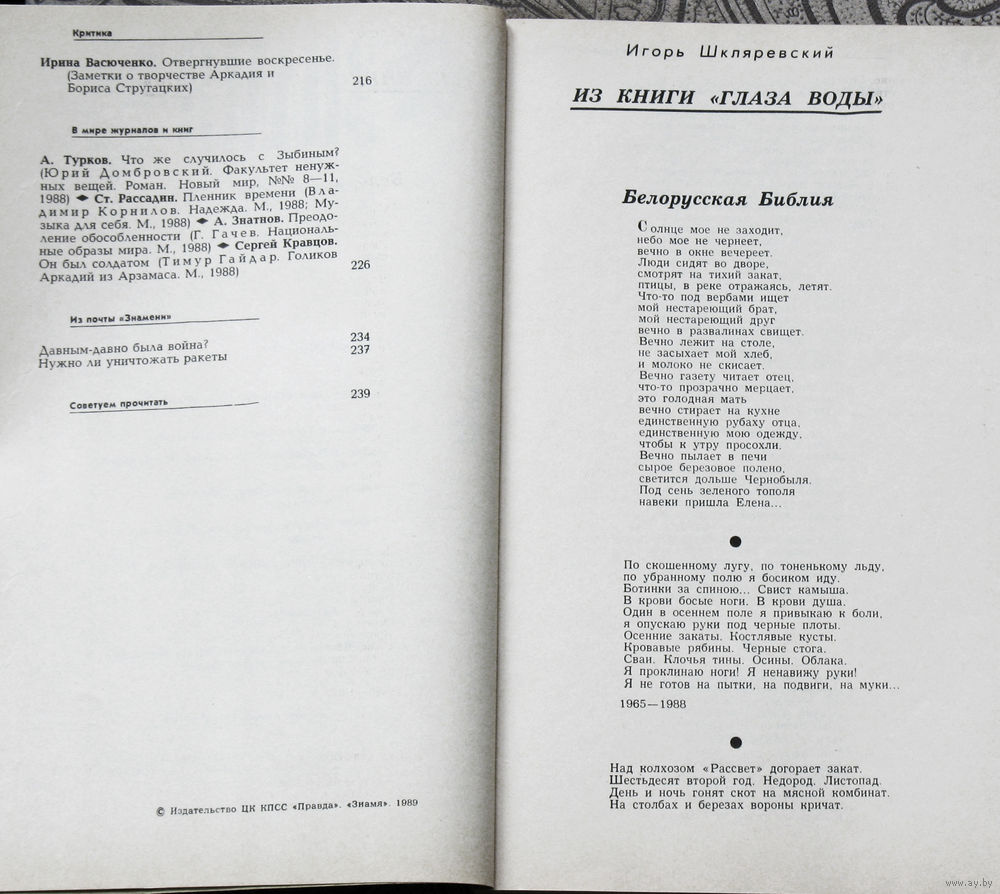 Критика
Ирина Васюченко. Отвергнувшие воскресенье.
(Заметки о творчестве Аркадия и
Бориса Стругацких) 216
В мире журналов и книг
А. Турков. Что же случилось с Зыбиным?
(Юрий Домбровский. Факультет ненуж-
ных вещей. Роман. Новый мир, №№ 8—11,
1988) ◆ Ст. Рассадин. Пленник времени (Вла-
димир Корнилов. Надежда. М., 1988; Му-
зыка для себя. М., 1988) ◆ А. Знатнов. Преодо-
ление обособленности (Г. Гачев. Националь-
ные образы мира. М., 1988) ◆ Сергей Кравцов.
Он был солдатом (Тимур Гайдар. Голиков
Аркадий из Арзамаса. М., 1988) 226
Из почты «Знамени»
Давным-давно была война? 234
Нужно ли уничтожать ракеты 237
Советуем прочитать 239
© Издательство ЦК КПСС «Правда». «Знамя». 1989
Игорь Шкляревский
ИЗ КНИГИ «ГЛАЗА ВОДЫ»
Белорусская Библия
Солнце мое не заходит,
небо мое не чернеет,
вечно в окне вечереет.
Люди сидят во дворе,
смотрят на тихий закат,
птицы, в реке отражаясь, летят.
Что-то под вербами ищет
мой нестареющий брат,
мой нестареющий друг
вечно в развалинах свищет.
Вечно лежит на столе,
не засыхает мой хлеб,
и молоко не скисает.
Вечно газету читает отец,
что-то прозрачно мерцает,
это голодная мать
вечно стирает на кухне
единственную рубаху отца,
единственную мою одежду,
чтобы к утру просохли.
Вечно пылает в печи
сырое березовое полено,
светится дольше Чернобыля.
Под сень зеленого тополя
навеки пришла Елена...
●
По скошенному лугу, по тоненькому льду,
по убранному полю я босиком иду.
Ботинки за спиною... Свист камыша.
В крови босые ноги. В крови душа.
Один в осеннем поле я привыкаю к боли,
я опускаю руки под черные плоты.
Осенние закаты. Костлявые кусты.
Кровавые рябины. Черные стога.
Сваи. Клочья тины. Осины. Облака.
Я проклинаю ноги! Я ненавижу руки!
Я не готов на пытки, на подвиги, на муки...
1965—1988
●
Над колхозом «Рассвет» догорает закат.
Шестьдесят второй год. Недород. Листопад.
День и ночь гонят скот на мясной комбинат.
На столбах и березах вороны кричат.
www.ay.by